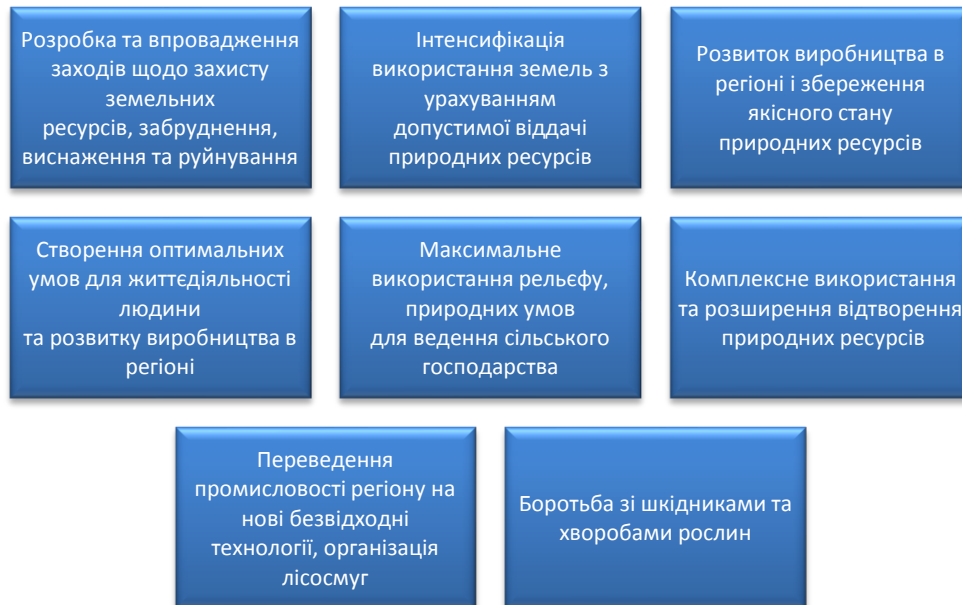 Розробка та впровадження
заходів щодо захисту
земельних
ресурсів, забруднення,
виснаження та руйнування
Інтенсифікація
використання земель з
урахуванням
допустимої віддачі
природних ресурсів
Розвиток виробництва в
регіоні і збереження
якісного стану
природних ресурсів
Створення оптимальних
умов для життєдіяльності
людини
та розвитку виробництва в
регіоні
Максимальне
використання рельєфу,
природних умов
для ведення сільського
господарства
Комплексне використання
та розширення відтворення
природних ресурсів
Переведення
промисловості регіону на
нові безвідходні
технології, організація
лісосмуг
Боротьба зі шкідниками та
хворобами рослин